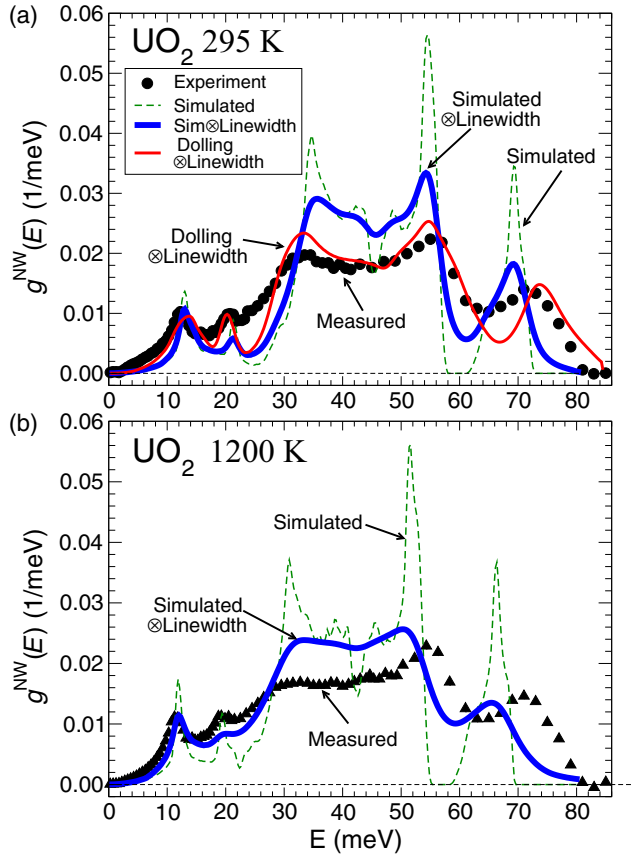 (a)
0.06
UO₂ 295 K
Experiment
Simulated
Sim⊗Linewidth
Dolling
⊗Linewidth
Simulated
⊗Linewidth
Simulated
Dolling
⊗Linewidth
Measured
0.05
0.04
0.03
0.02
0.01
0.00
g^NW(E) (1/meV)
0 10 20 30 40 50 60 70 80
(b)
0.06
UO₂ 1200 K
Simulated
Simulated
⊗Linewidth
Measured
0.05
0.04
0.03
0.02
0.01
0.00
g^NW(E) (1/meV)
0 10 20 30 40 50 60 70 80
E (meV)